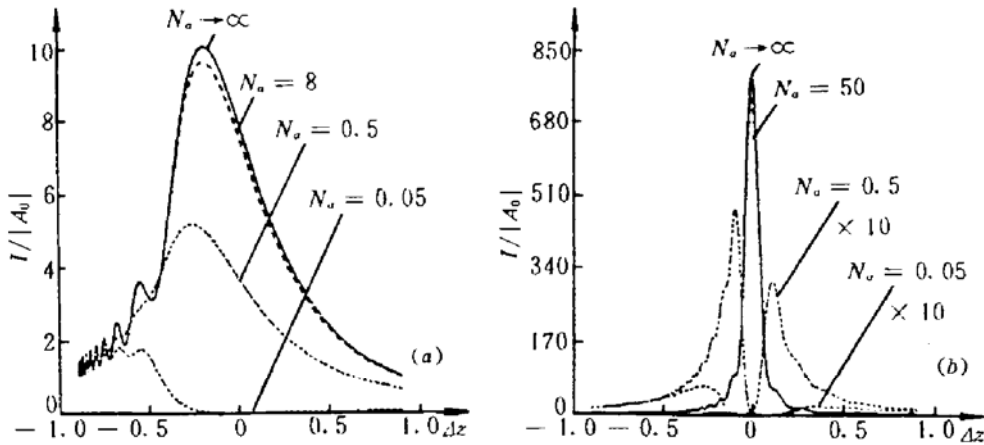 N_a → ∝
10
N_a = 8
8
N_a = 0.5
6
N_a = 0.05
I/|A_0|
4
2
(a)
0
-1.0 -0.5 0 0.5 1.0 Δz
N_a → ∝
850
N_a = 50
680
510
N_a = 0.5
× 10
I/|A_0|
340
N_a = 0.05
× 10
170
(b)
0
-1.0 -0.5 0 0.5 1.0 Δz